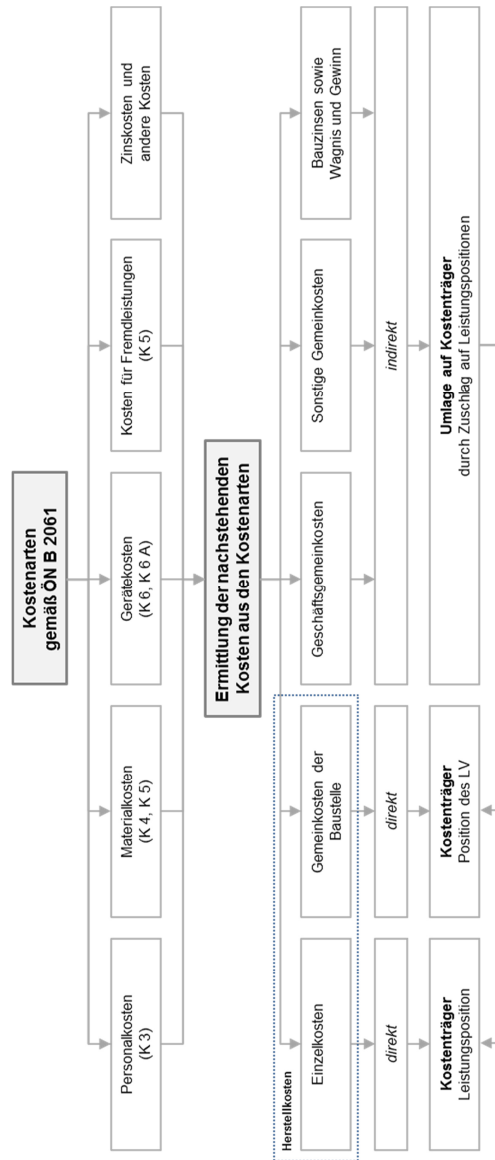 Kostenarten
gemäß ÖN B 2061
Personalkosten
(K 3)
Materialkosten
(K 4, K 5)
Gerätekosten
(K 6, K 6 A)
Kosten für Fremdleistungen
(K 5)
Zinskosten und
andere Kosten
Ermittlung der nachstehenden
Kosten aus den Kostenarten
Herstellkosten
Einzelkosten
Gemeinkosten der
Baustelle
Geschäftsgemeinkosten
Sonstige Gemeinkosten
Bauzinsen sowie
Wagnis und Gewinn
direkt
direkt
indirekt
Kostenträger
Leistungsposition
Kostenträger
Position des LV
Umlage auf Kostenträger
durch Zuschlag auf Leistungspositionen